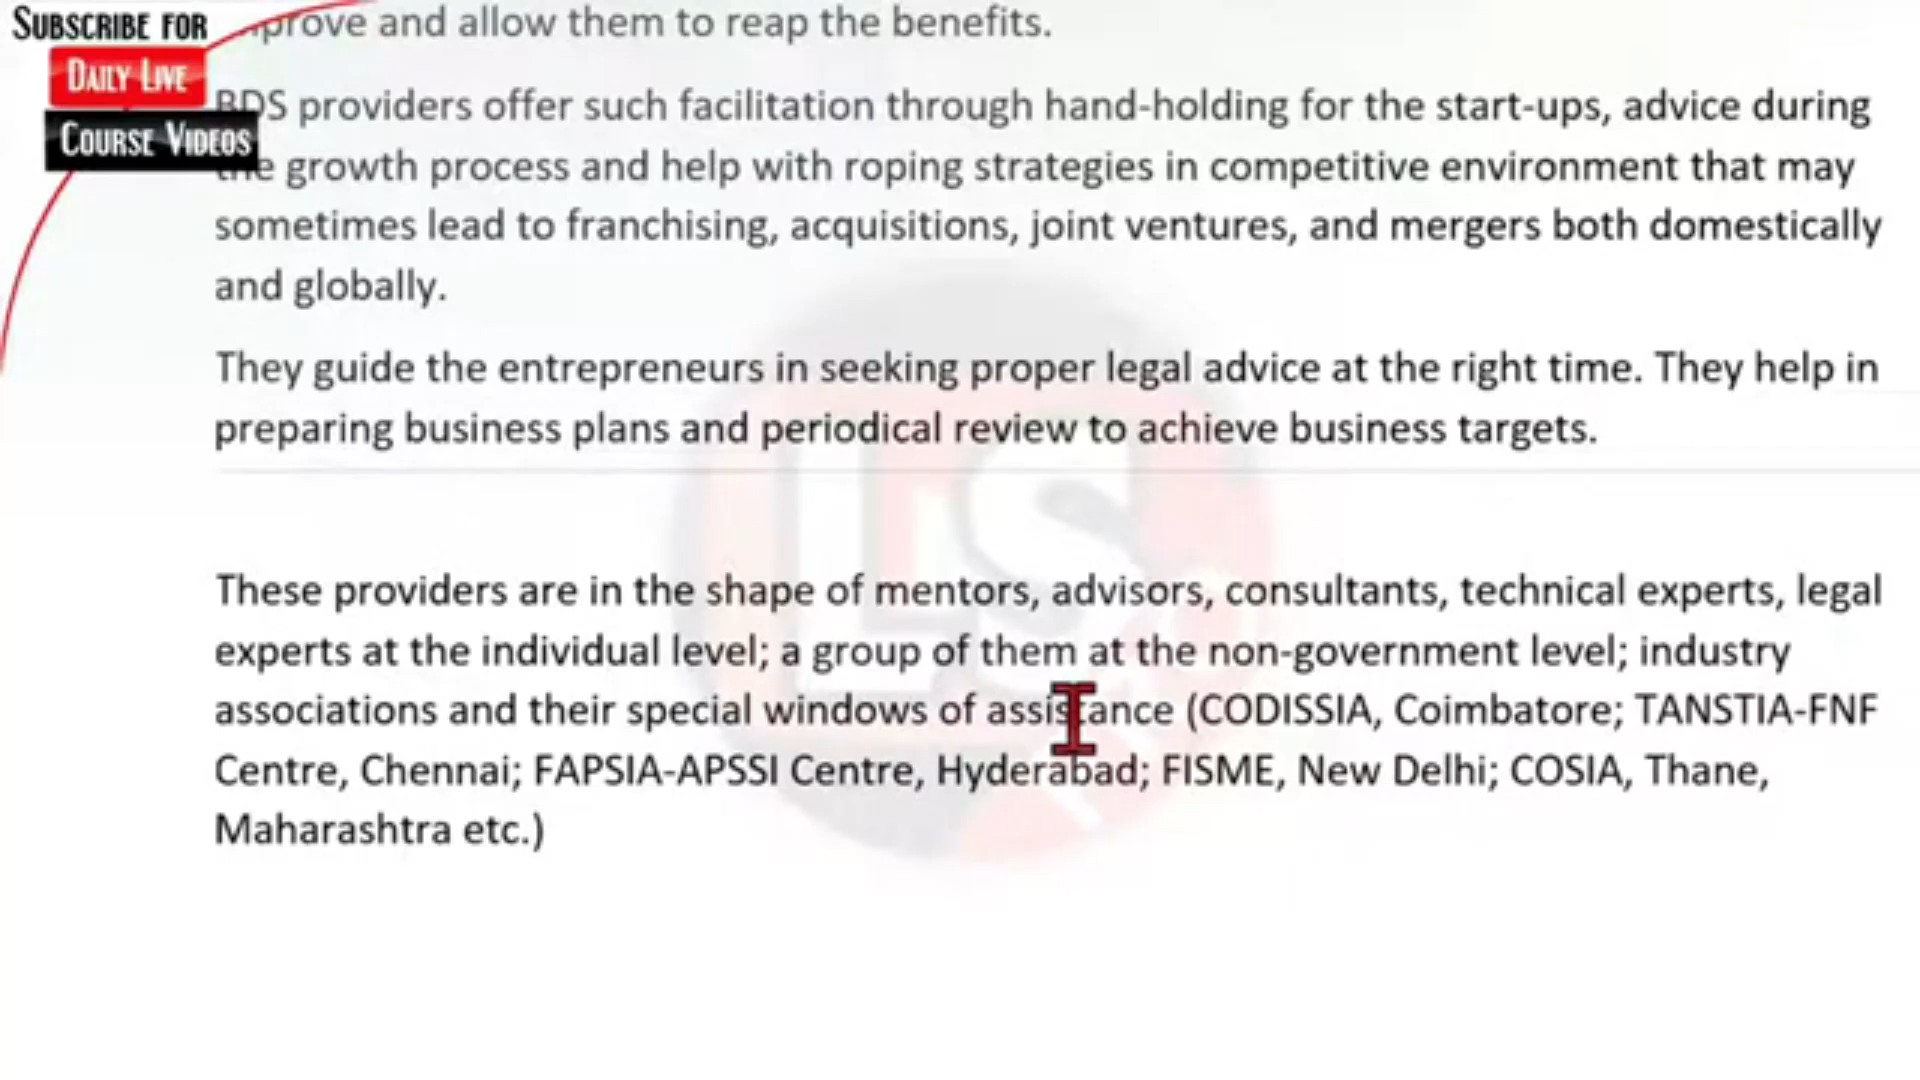 SUBSCRIBE FOR
DAILY LIVE
COURSE VIDEOS
prove and allow them to reap the benefits.
BDS providers offer such facilitation through hand-holding for the start-ups, advice during
the growth process and help with roping strategies in competitive environment that may
sometimes lead to franchising, acquisitions, joint ventures, and mergers both domestically
and globally.
They guide the entrepreneurs in seeking proper legal advice at the right time. They help in
preparing business plans and periodical review to achieve business targets.
These providers are in the shape of mentors, advisors, consultants, technical experts, legal
experts at the individual level; a group of them at the non-government level; industry
associations and their special windows of assistance (CODISSIA, Coimbatore; TANSTIA-FNF
Centre, Chennai; FAPSIA-APSSI Centre, Hyderabad; FISME, New Delhi; COSIA, Thane,
Maharashtra etc.)
LS